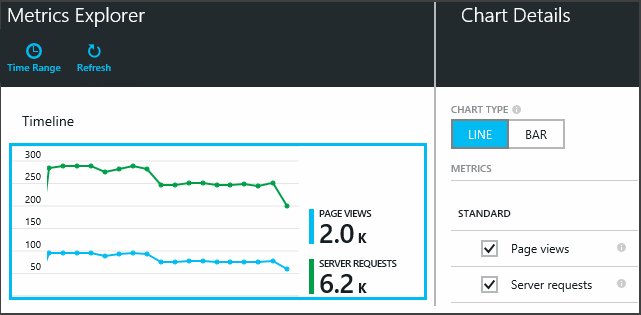 Metrics Explorer
Time Range
Refresh
Timeline
300
250
200
150
100
50
PAGE VIEWS
2.0 K
SERVER REQUESTS
6.2 K
Chart Details
CHART TYPE
LINE
BAR
METRICS
STANDARD
Page views
Server requests